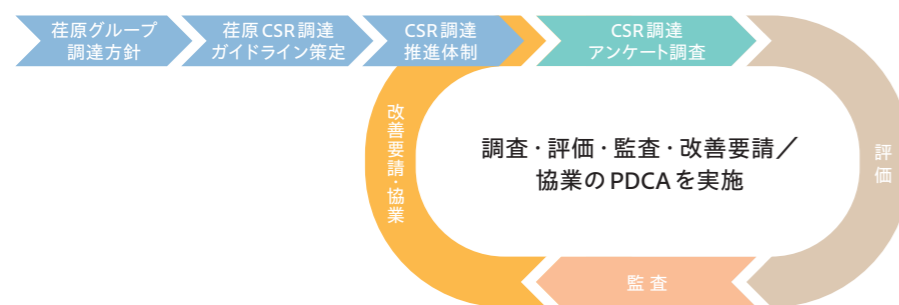 荏原グループ
調達方針
荏原CSR調達
ガイドライン策定
CSR調達
推進体制
CSR調達
アンケート調査
評価
監査
改善要請・協業
調査・評価・監査・改善要請／
協業のPDCAを実施